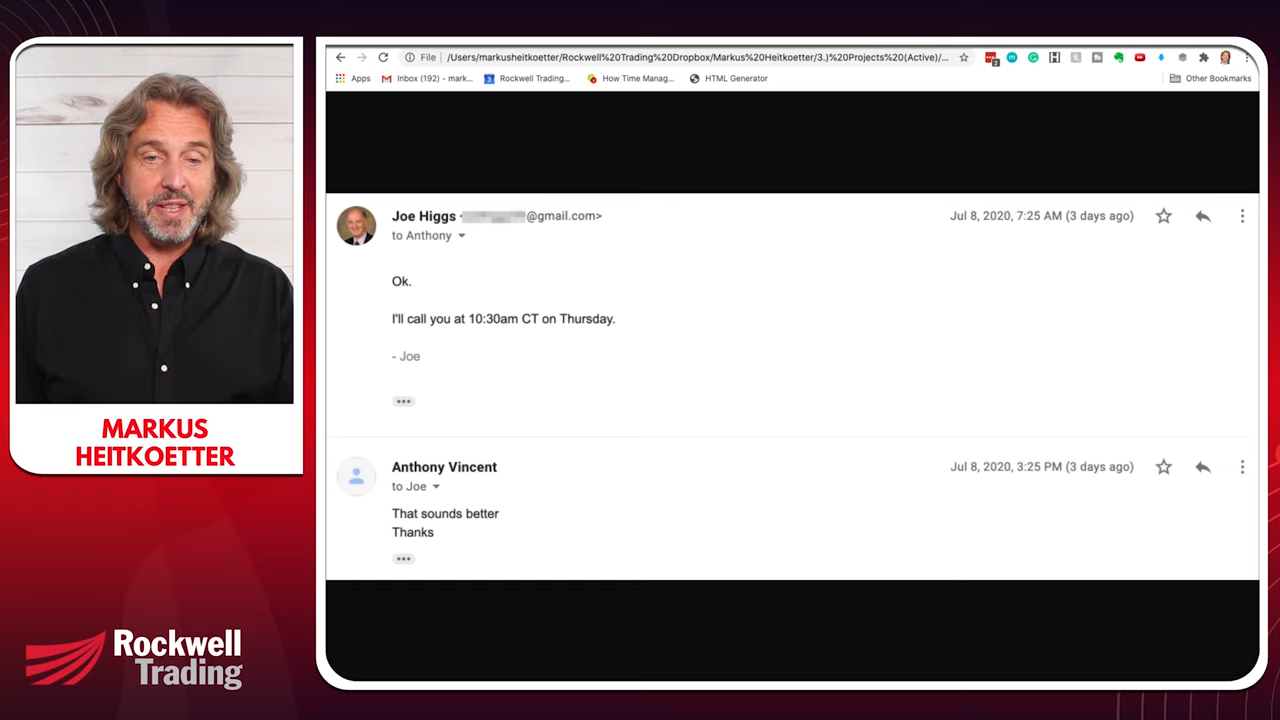 File
/Users/markusheitkoetter/Rockwell%20Trading%20Dropbox/Markus%20Heitkoetter/3.)%20Projects%20(Active)/...
Apps
Inbox (192) - mark...
Rockwell Trading...
How Time Manag...
HTML Generator
Other Bookmarks
Joe Higgs
@gmail.com>
Jul 8, 2020, 7:25 AM (3 days ago)
to Anthony
Ok.
I'll call you at 10:30am CT on Thursday.
- Joe
Anthony Vincent
Jul 8, 2020, 3:25 PM (3 days ago)
to Joe
That sounds better
Thanks
MARKUS
HEITKOETTER
Rockwell
Trading